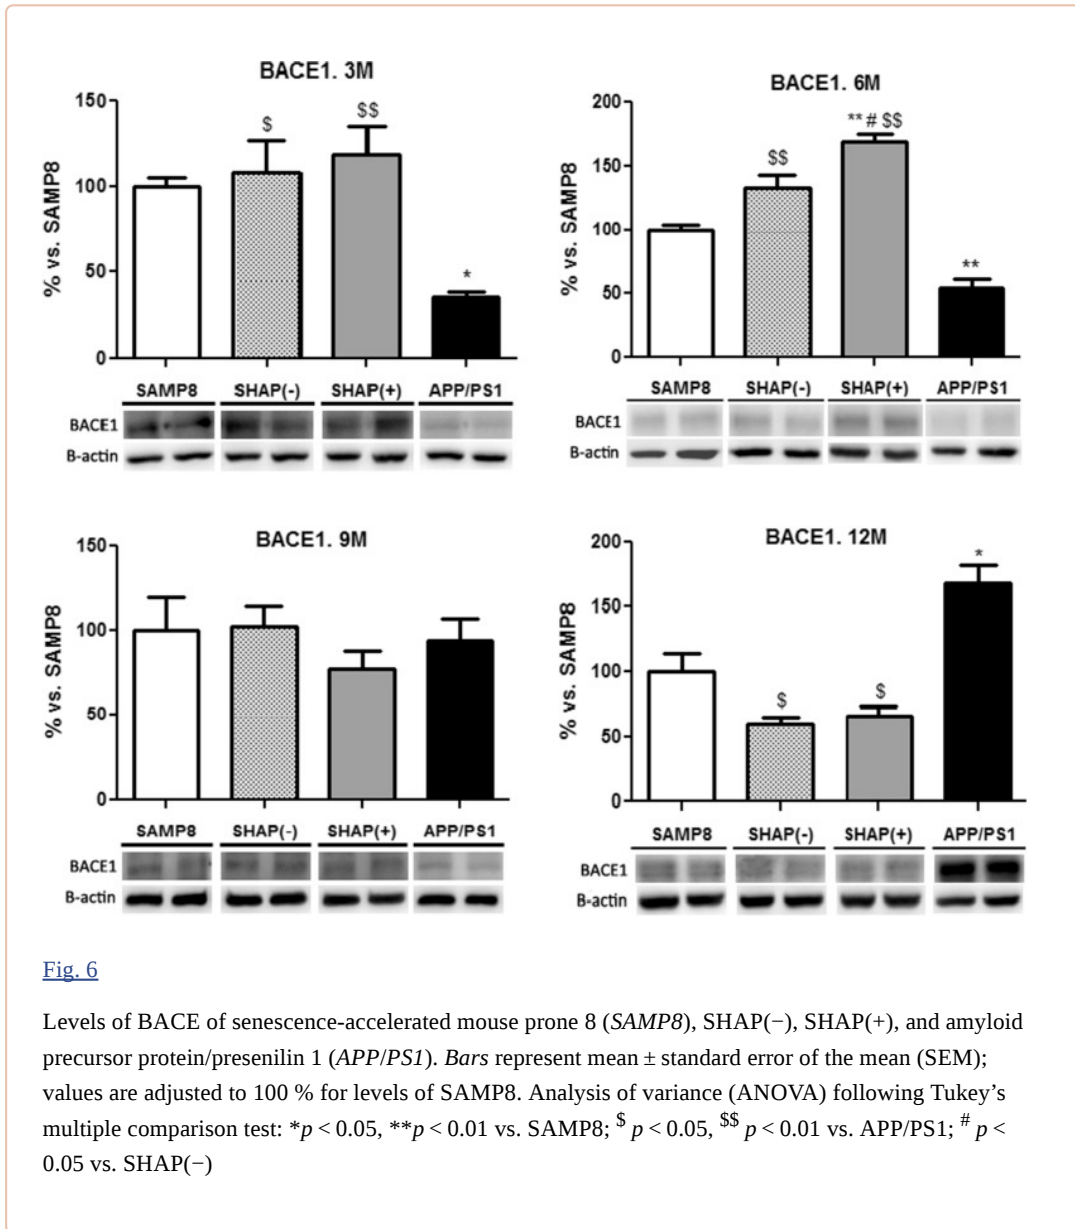 BACE1. 3M
150
100
50
0
% vs. SAMP8
$
$$
*
SAMP8 SHAP(-) SHAP(+) APP/PS1
BACE1
B-actin
BACE1. 6M
200
150
100
50
0
% vs. SAMP8
$$
** # $$
**
SAMP8 SHAP(-) SHAP(+) APP/PS1
BACE1
B-actin
BACE1. 9M
150
100
50
0
% vs. SAMP8
SAMP8 SHAP(-) SHAP(+) APP/PS1
BACE1
B-actin
BACE1. 12M
200
150
100
50
0
% vs. SAMP8
$
$
*
SAMP8 SHAP(-) SHAP(+) APP/PS1
BACE1
B-actin
Fig. 6
Levels of BACE of senescence-accelerated mouse prone 8 (SAMP8), SHAP(−), SHAP(+), and amyloid
precursor protein/presenilin 1 (APP/PS1). Bars represent mean ± standard error of the mean (SEM);
values are adjusted to 100 % for levels of SAMP8. Analysis of variance (ANOVA) following Tukey’s
multiple comparison test: *p < 0.05, **p < 0.01 vs. SAMP8; $ p < 0.05, $$ p < 0.01 vs. APP/PS1; # p <
0.05 vs. SHAP(−)